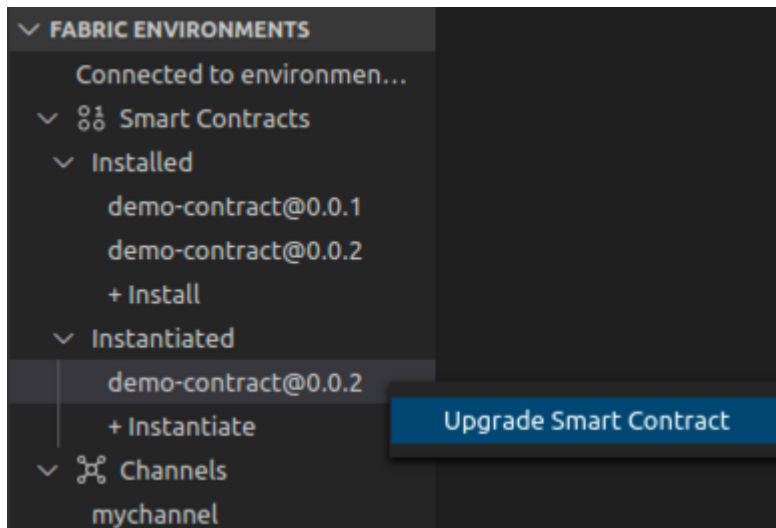 FABRIC ENVIRONMENTS
Connected to environmen...
Smart Contracts
Installed
demo-contract@0.0.1
demo-contract@0.0.2
+ Install
Instantiated
demo-contract@0.0.2
Upgrade Smart Contract
+ Instantiate
Channels
mychannel